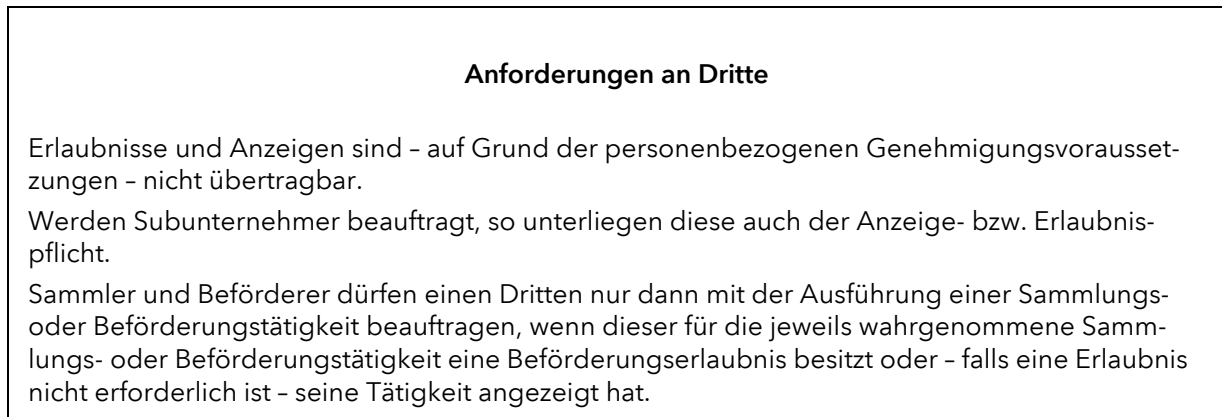 Anforderungen an Dritte
Erlaubnisse und Anzeigen sind – auf Grund der personenbezogenen Genehmigungsvorausset-
zungen – nicht übertragbar.
Werden Subunternehmer beauftragt, so unterliegen diese auch der Anzeige- bzw. Erlaubnis-
pflicht.
Sammler und Beförderer dürfen einen Dritten nur dann mit der Ausführung einer Sammlungs-
oder Beförderungstätigkeit beauftragen, wenn dieser für die jeweils wahrgenommene Samm-
lungs- oder Beförderungstätigkeit eine Beförderungserlaubnis besitzt oder – falls eine Erlaubnis
nicht erforderlich ist – seine Tätigkeit angezeigt hat.